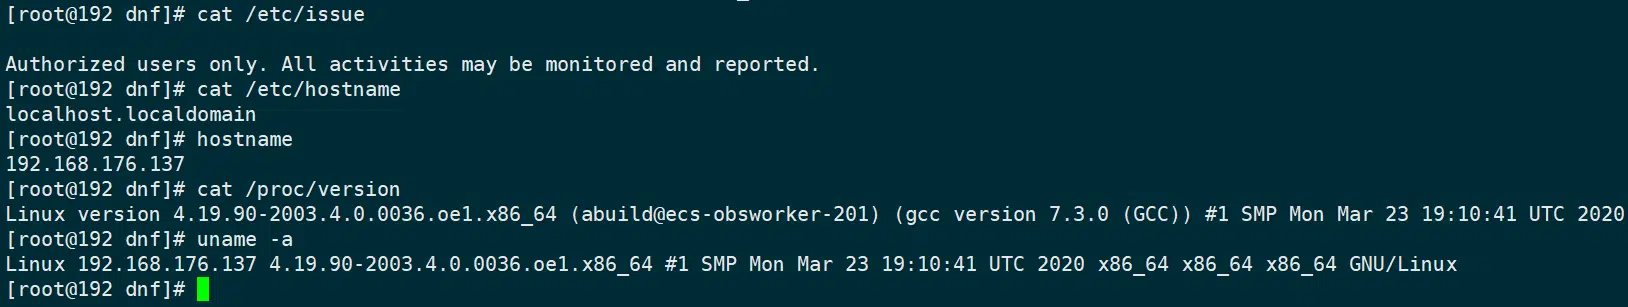 [root@192 dnf]# cat /etc/issue
Authorized users only. All activities may be monitored and reported.
[root@192 dnf]# cat /etc/hostname
localhost.localdomain
[root@192 dnf]# hostname
192.168.176.137
[root@192 dnf]# cat /proc/version
Linux version 4.19.90-2003.4.0.0036.oe1.x86_64 (abuild@ecs-obsworker-201) (gcc version 7.3.0 (GCC)) #1 SMP Mon Mar 23 19:10:41 UTC 2020
[root@192 dnf]# uname -a
Linux 192.168.176.137 4.19.90-2003.4.0.0036.oe1.x86_64 #1 SMP Mon Mar 23 19:10:41 UTC 2020 x86_64 x86_64 x86_64 GNU/Linux
[root@192 dnf]#